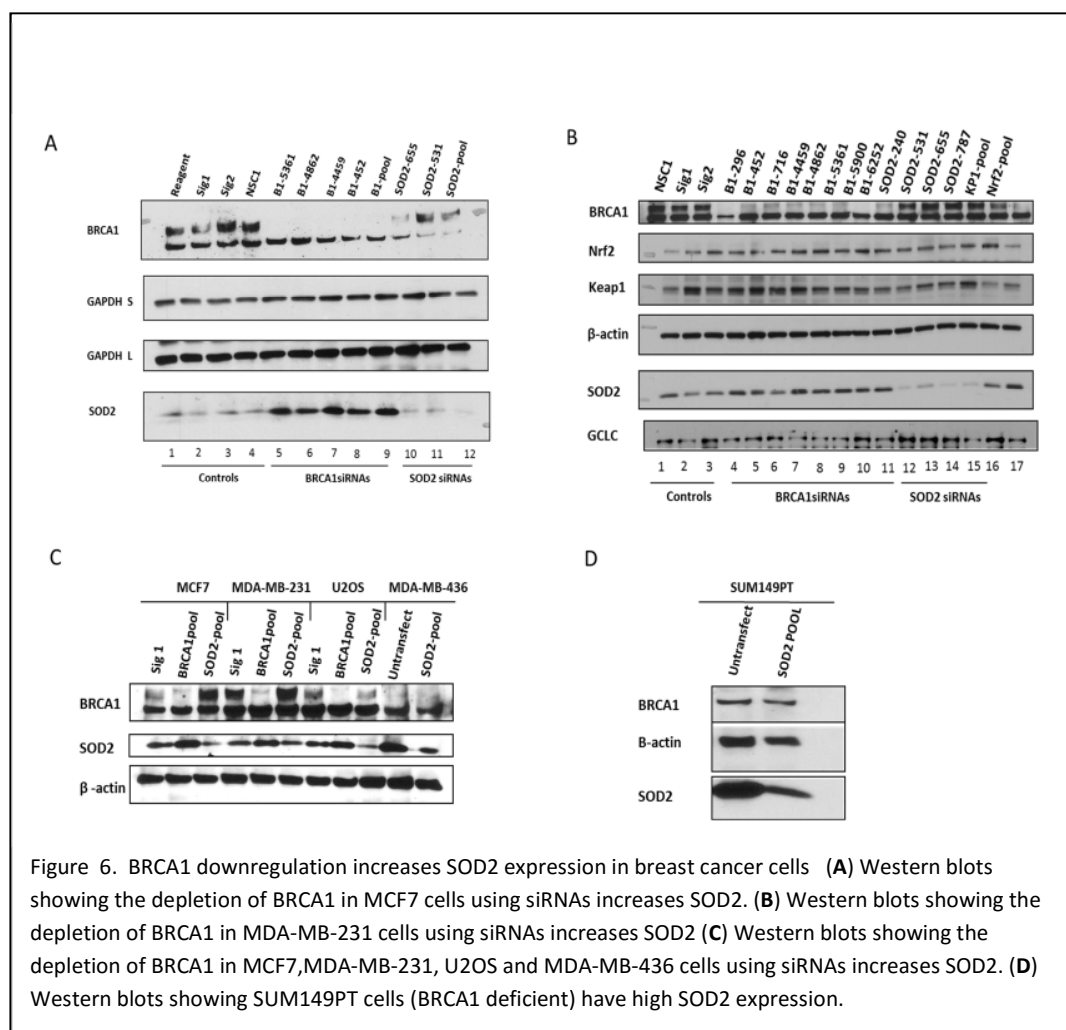 A
Reagent Sig1 Sig2 NSC1 B1-5361 B1-4862 B1-4459 B1-452 B1-pool SOD2-655 SOD2-531 SOD2-pool
BRCA1
GAPDH S
GAPDH L
SOD2
1 2 3 4 5 6 7 8 9 10 11 12
Controls BRCA1siRNAs SOD2 siRNAs
B
NSC1 Sig1 Sig2 B1-296 B1-452 B1-716 B1-4459 B1-4862 B1-5361 B1-5900 B1-6252 SOD2-240 SOD2-531 SOD2-655 SOD2-787 KP1-pool Nrf2-pool
BRCA1
Nrf2
Keap1
β-actin
SOD2
GCLC
1 2 3 4 5 6 7 8 9 10 11 12 13 14 15 16 17
Controls BRCA1siRNAs SOD2 siRNAs
C
MCF7 MDA-MB-231 U2OS MDA-MB-436
Sig 1 BRCA1pool SOD2-pool Sig 1 BRCA1pool SOD2-pool Sig 1 BRCA1pool SOD2-pool Untransfect SOD2-pool
BRCA1
SOD2
β -actin
D
SUM149PT
Untransfect SOD2 POOL
BRCA1
B-actin
SOD2
Figure 6. BRCA1 downregulation increases SOD2 expression in breast cancer cells (A) Western blots
showing the depletion of BRCA1 in MCF7 cells using siRNAs increases SOD2. (B) Western blots showing the
depletion of BRCA1 in MDA-MB-231 cells using siRNAs increases SOD2 (C) Western blots showing the
depletion of BRCA1 in MCF7,MDA-MB-231, U2OS and MDA-MB-436 cells using siRNAs increases SOD2. (D)
Western blots showing SUM149PT cells (BRCA1 deficient) have high SOD2 expression.